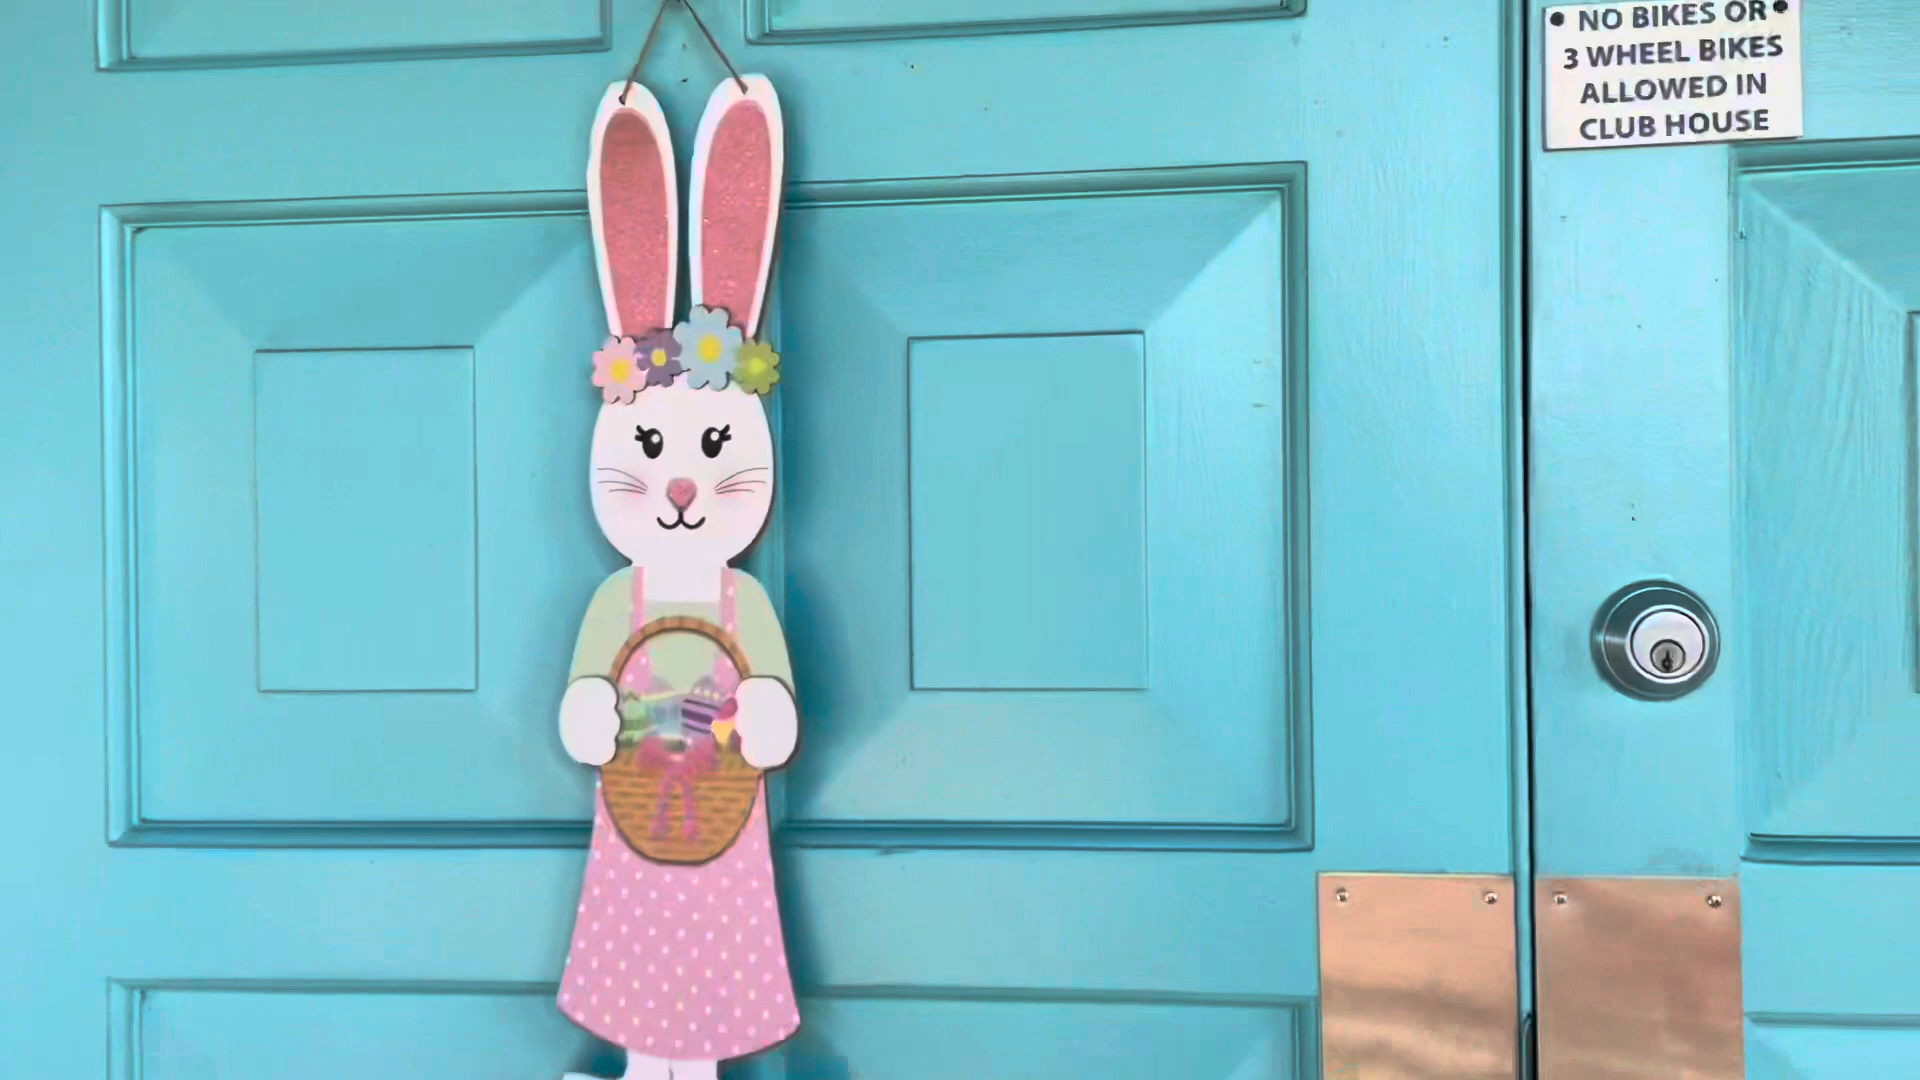 NO BIKES OR
3 WHEEL BIKES
ALLOWED IN
CLUB HOUSE